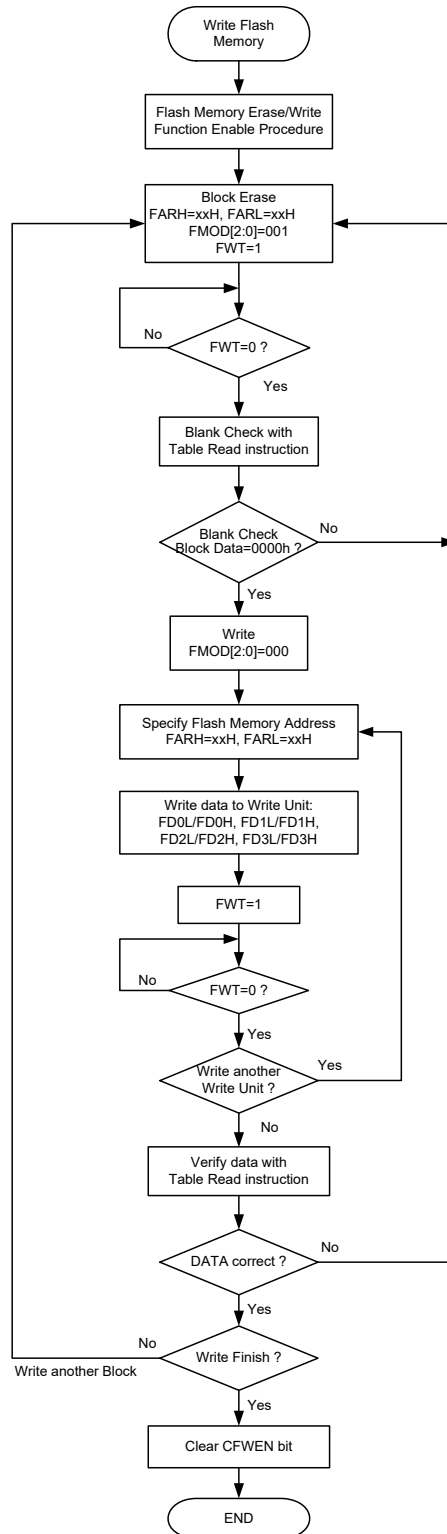 Write Flash
Memory
Flash Memory Erase/Write
Function Enable Procedure
Block Erase
FARH=xxH, FARL=xxH
FMOD[2:0]=001
FWT=1
No
FWT=0 ?
Yes
Blank Check with
Table Read instruction
Blank Check
Block Data=0000h ?
No
Yes
Write
FMOD[2:0]=000
Specify Flash Memory Address
FARH=xxH, FARL=xxH
Write data to Write Unit:
FD0L/FD0H, FD1L/FD1H,
FD2L/FD2H, FD3L/FD3H
FWT=1
No
FWT=0 ?
Yes
Write another
Write Unit ?
Yes
No
Verify data with
Table Read instruction
DATA correct ?
No
Yes
No
Write Finish ?
Write another Block
Yes
Clear CFWEN bit
END